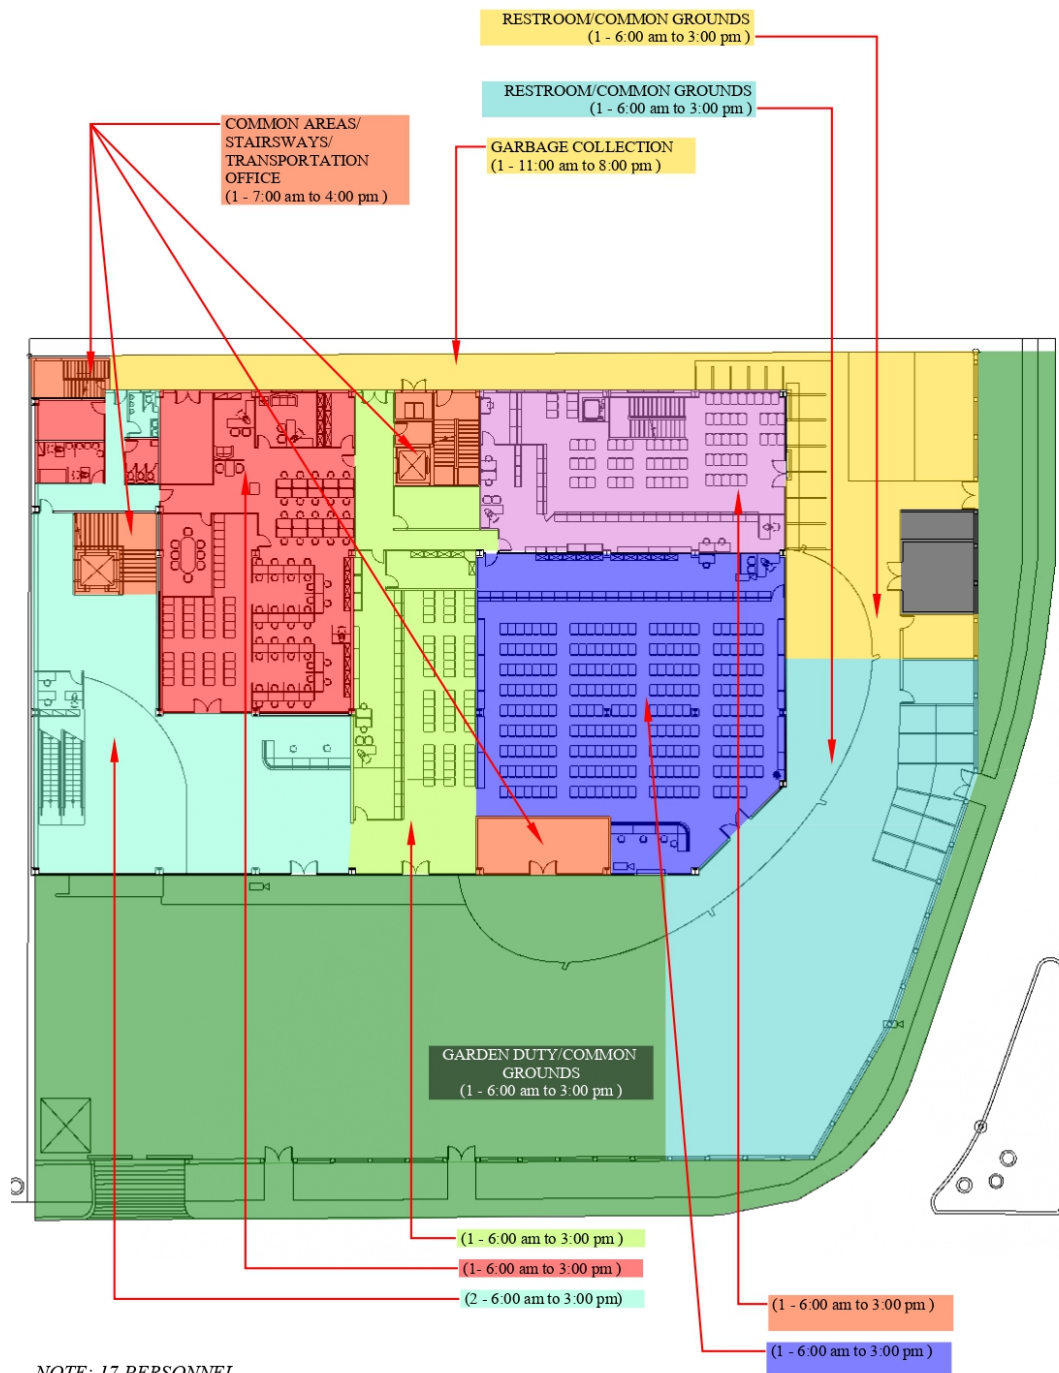 RESTROOM/COMMON GROUNDS
(1 - 6:00 am to 3:00 pm )
RESTROOM/COMMON GROUNDS
(1 - 6:00 am to 3:00 pm )
COMMON AREAS/
STAIRSWAYS/
TRANSPORTATION
OFFICE
(1 - 7:00 am to 4:00 pm )
GARBAGE COLLECTION
(1 - 11:00 am to 8:00 pm )
GARDEN DUTY/COMMON
GROUNDS
(1 - 6:00 am to 3:00 pm )
(1 - 6:00 am to 3:00 pm )
(1- 6:00 am to 3:00 pm )
(2 - 6:00 am to 3:00 pm)
(1 - 6:00 am to 3:00 pm )
(1 - 6:00 am to 3:00 pm )
NOTE: 17 PERSONNEL